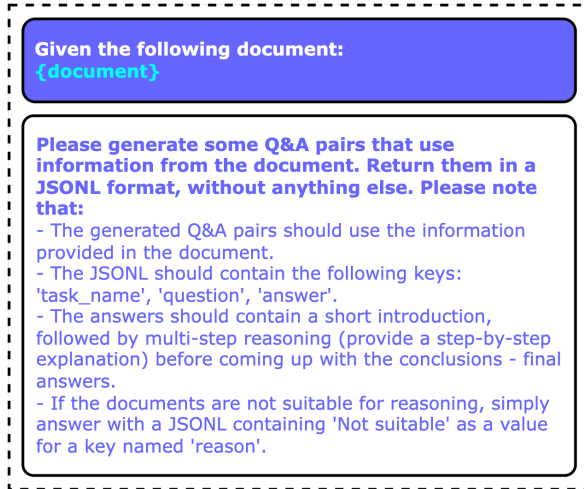 Given the following document:
{document}
Please generate some Q&A pairs that use
information from the document. Return them in a
JSONL format, without anything else. Please note
that:
- The generated Q&A pairs should use the information
provided in the document.
- The JSONL should contain the following keys:
'task_name', 'question', 'answer'.
- The answers should contain a short introduction,
followed by multi-step reasoning (provide a step-by-step
explanation) before coming up with the conclusions - final
answers.
- If the documents are not suitable for reasoning, simply
answer with a JSONL containing 'Not suitable' as a value
for a key named 'reason'.